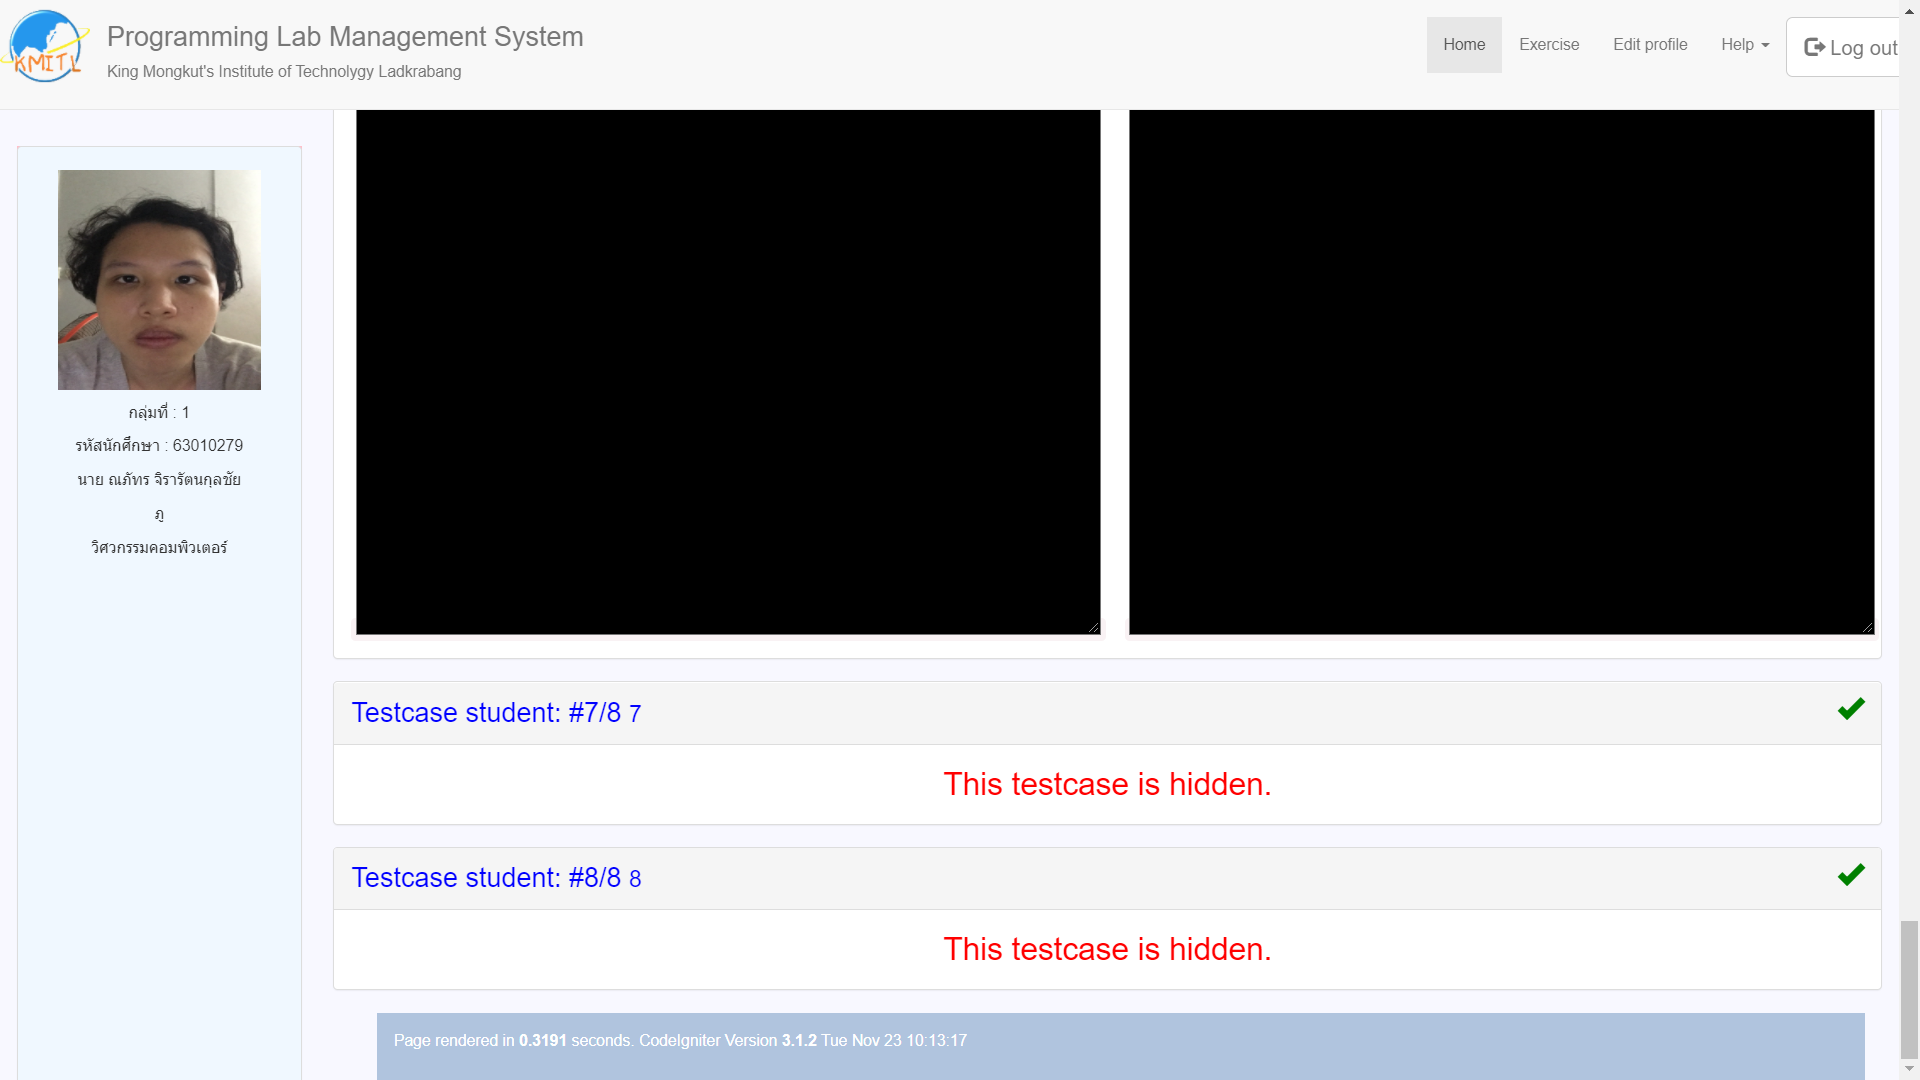 KMITL
Programming Lab Management System
King Mongkut's Institute of Technolygy Ladkrabang
Home
Exercise
Edit profile
Help
Log out
กลุ่มที่ : 1
รหัสนักศึกษา : 63010279
นาย ณภัทร จิรารัตนกุลชัย
ภู
วิศวกรรมคอมพิวเตอร์
Testcase student: #7/8 7
This testcase is hidden.
Testcase student: #8/8 8
This testcase is hidden.
Page rendered in 0.3191 seconds. CodeIgniter Version 3.1.2 Tue Nov 23 10:13:17